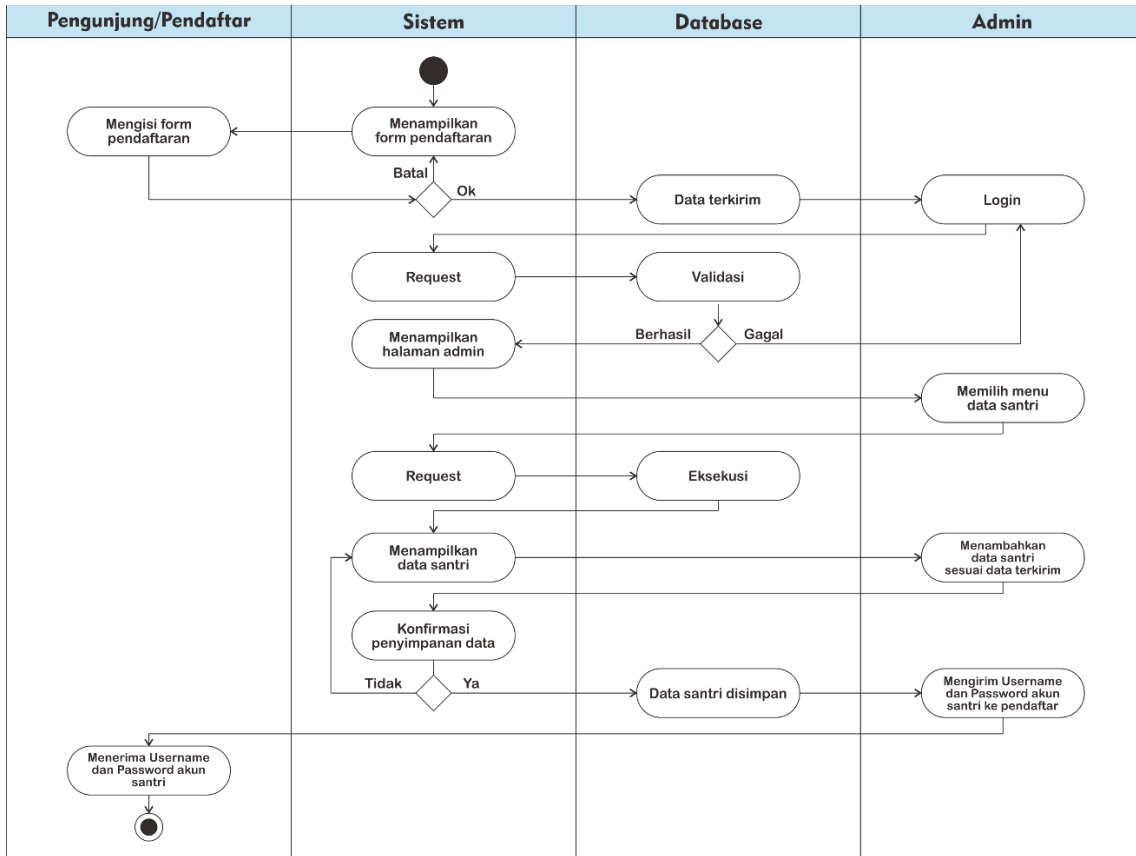 Pengunjung/Pendaftar
Sistem
Database
Admin
Mengisi form
pendaftaran
Menampilkan
form pendaftaran
Batal
Ok
Data terkirim
Login
Request
Validasi
Menampilkan
halaman admin
Berhasil
Gagal
Memilih menu
data santri
Request
Eksekusi
Menampilkan
data santri
Menambahkan
data santri
sesuai data terkirim
Konfirmasi
penyimpanan data
Tidak
Ya
Data santri disimpan
Mengirim Username
dan Password akun
santri ke pendaftar
Menerima Username
dan Password akun
santri